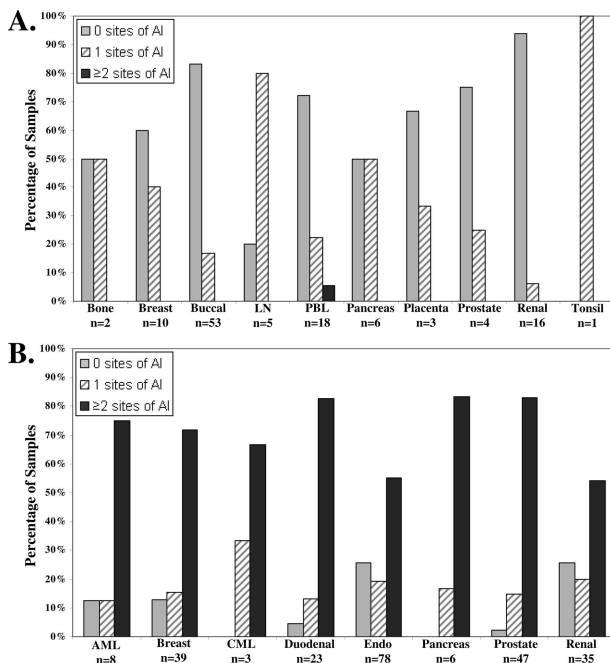 A.
100%
90%
80%
70%
60%
50%
40%
30%
20%
10%
0%
Percentage of Samples
0 sites of AI
1 sites of AI
≥2 sites of AI
Bone Breast Buccal LN PBL Pancreas Placenta Prostate Renal Tonsil
n=2 n=10 n=53 n=5 n=18 n=6 n=3 n=4 n=16 n=1
B.
100%
90%
80%
70%
60%
50%
40%
30%
20%
10%
0%
Percentage of Samples
0 sites of AI
1 sites of AI
≥2 sites of AI
AML Breast CML Duodenal Endo Pancreas Prostate Renal
n=8 n=39 n=3 n=23 n=78 n=6 n=47 n=35